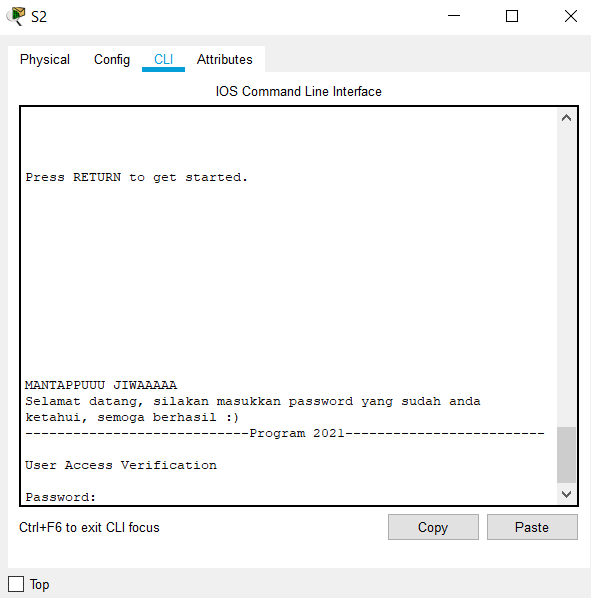 S2
Physical Config CLI Attributes
IOS Command Line Interface
Press RETURN to get started.
MANTAPPUUU JIWAAAAA
Selamat datang, silakan masukkan password yang sudah anda
ketahui, semoga berhasil :)
----------------------------Program 2021-------------------------
User Access Verification
Password:
Ctrl+F6 to exit CLI focus
Copy Paste
Top